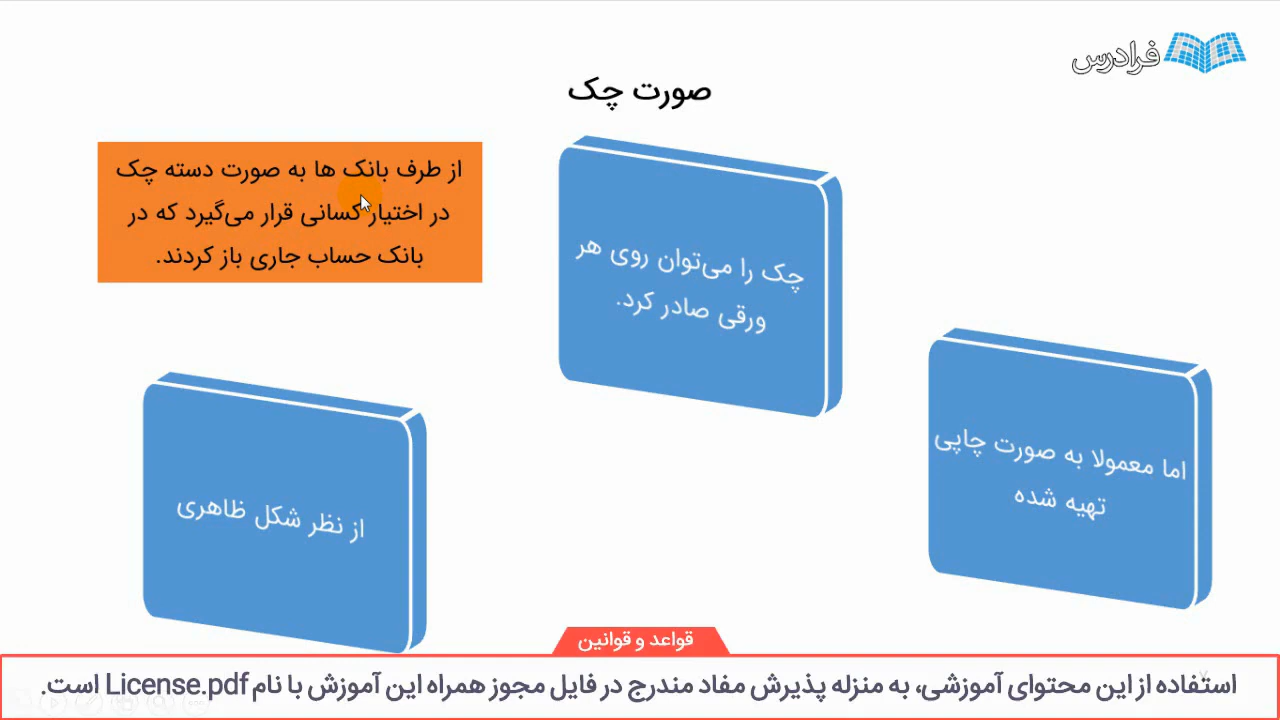 فرادرس
صورت چک
از طرف بانک ها به صورت دسته چک
در اختیار کسانی قرار می‌گیرد که در
بانک حساب جاری باز کردند.
چک را می‌توان روی هر
ورقی صادر کرد.
اما معمولا به صورت چاپی
تهیه شده
از نظر شکل ظاهری
قواعد و قوانین
استفاده از این محتوای آموزشی، به منزله پذیرش مفاد مندرج در فایل مجوز همراه این آموزش با نام License.pdf است.